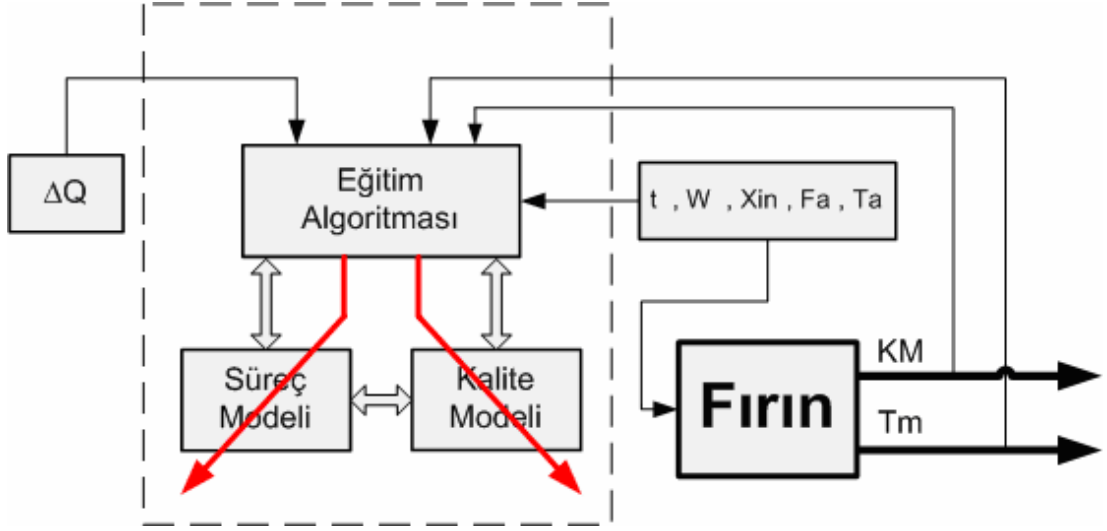 ΔQ
Eğitim
Algoritması
t , W , Xin , Fa , Ta
Süreç
Modeli
Kalite
Modeli
Fırın
KM
Tm